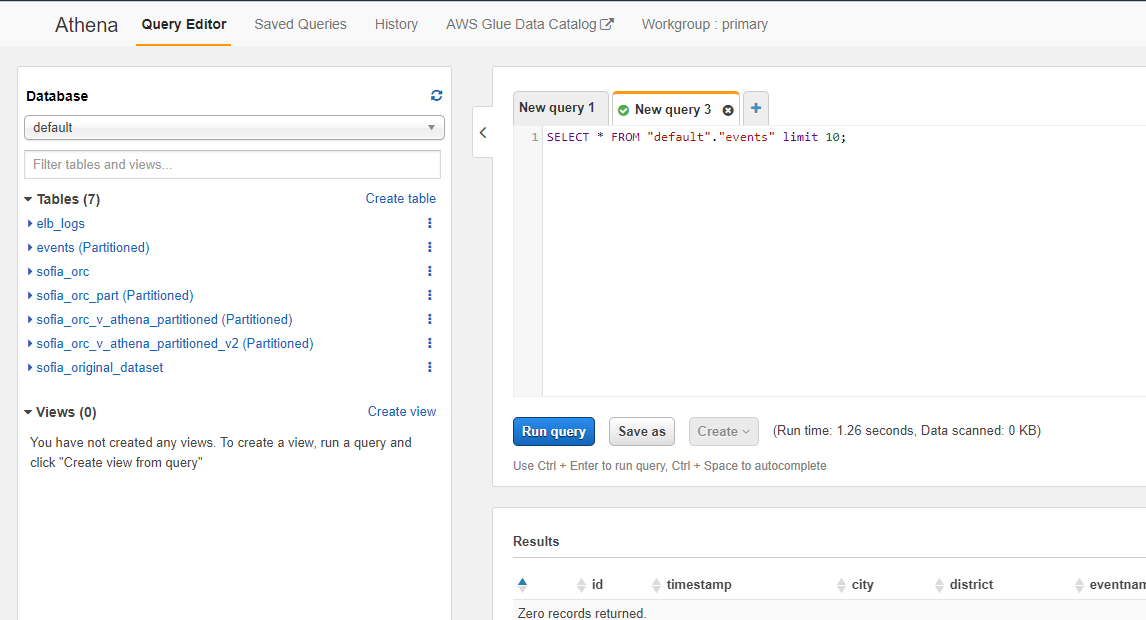 Athena Query Editor Saved Queries History AWS Glue Data Catalog Workgroup : primary
Database
default
Filter tables and views...
Tables (7) Create table
elb_logs
events (Partitioned)
sofia_orc
sofia_orc_part (Partitioned)
sofia_orc_v_athena_partitioned (Partitioned)
sofia_orc_v_athena_partitioned_v2 (Partitioned)
sofia_original_dataset
Views (0) Create view
You have not created any views. To create a view, run a query and
click "Create view from query"
New query 1 New query 3
1 SELECT * FROM "default"."events" limit 10;
Run query Save as Create (Run time: 1.26 seconds, Data scanned: 0 KB)
Use Ctrl + Enter to run query, Ctrl + Space to autocomplete
Results
id timestamp city district eventnam
Zero records returned.